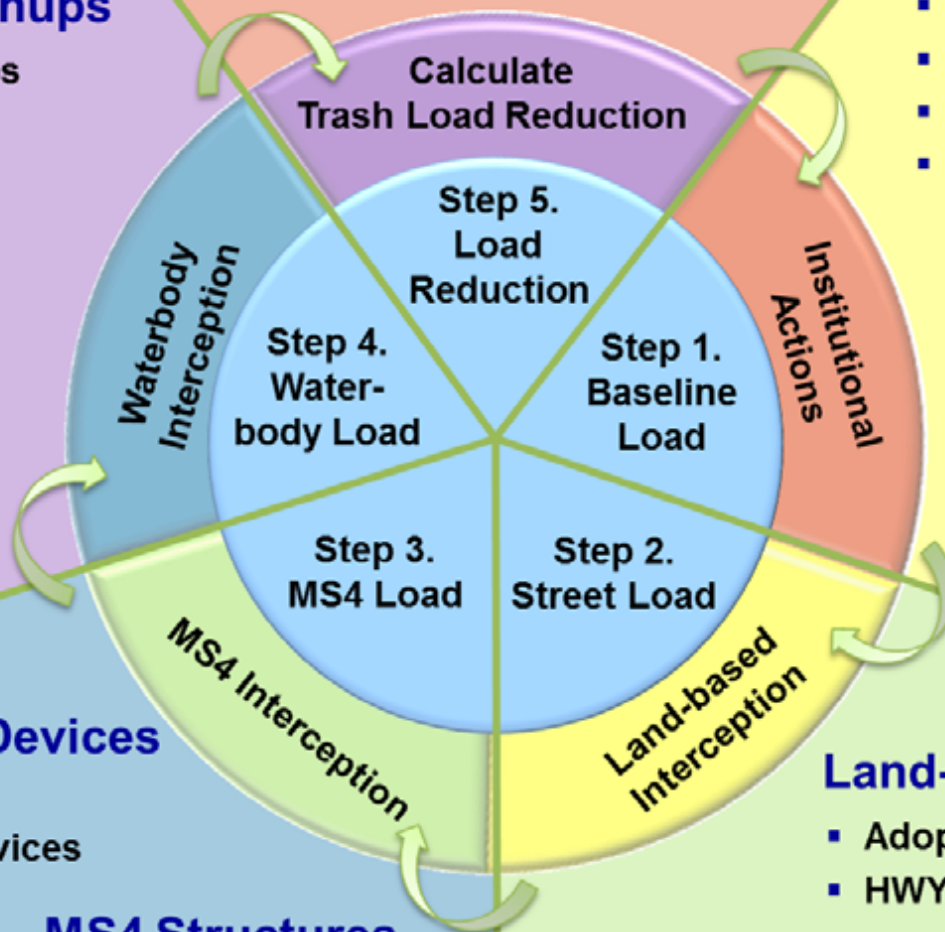 nups
s
Calculate
Trash Load Reduction
Step 5.
Load
Reduction
Institutional
Actions
Step 1.
Baseline
Load
Waterbody
Interception
Step 4.
Water-
body Load
Step 3.
MS4 Load
Step 2.
Street Load
MS4 Interception
Land-based
Interception
Devices
vices
MS4 Structures
Land-
▪ Adop
▪ HWY